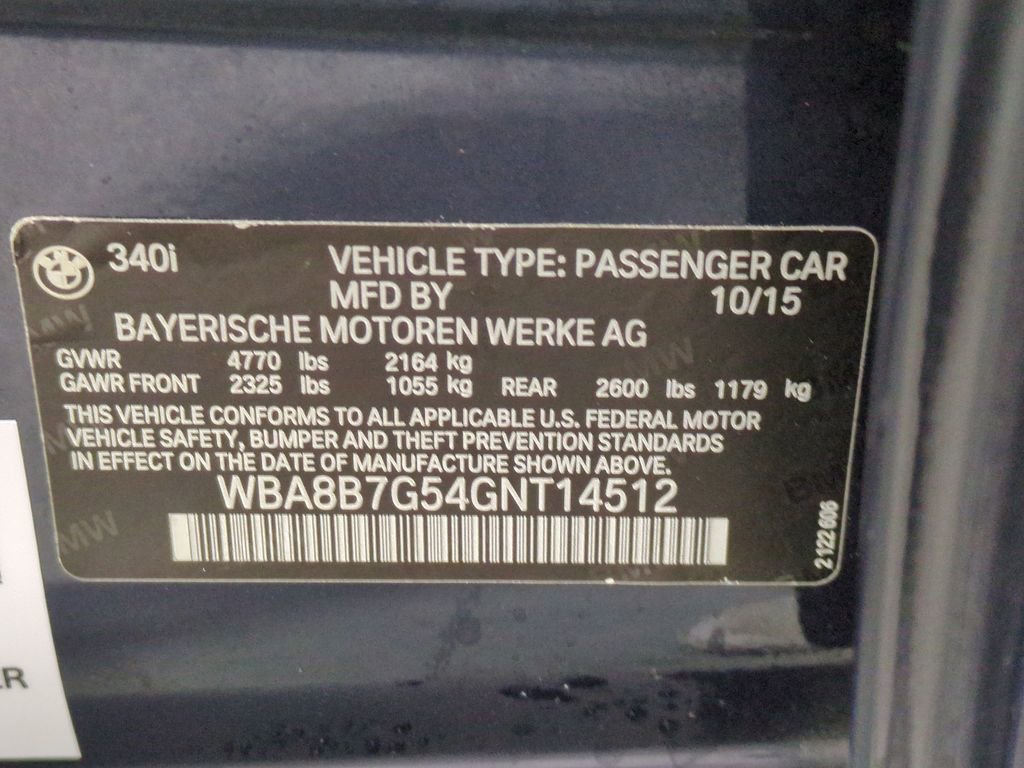 340i VEHICLE TYPE: PASSENGER CAR
MFD BY 10/15
BAYERISCHE MOTOREN WERKE AG
GVWR 4770 lbs 2164 kg
GAWR FRONT 2325 lbs 1055 kg REAR 2600 lbs 1179 kg
THIS VEHICLE CONFORMS TO ALL APPLICABLE U.S. FEDERAL MOTOR
VEHICLE SAFETY, BUMPER AND THEFT PREVENTION STANDARDS
IN EFFECT ON THE DATE OF MANUFACTURE SHOWN ABOVE.
WBA8B7G54GNT14512
2122606